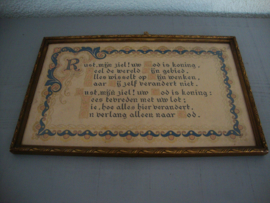 Rust, mijn ziel! uw God is koning,
heel de wereld Zijn gebied,
Alles wisselt op Zijn wenken,
Maar Hij zelf verandert niet.
Rust, mijn ziel! uw God is koning;
Wees tevreden met uw lot;
Zie, hoe alles hier verandert,
En verlang alleen naar God.